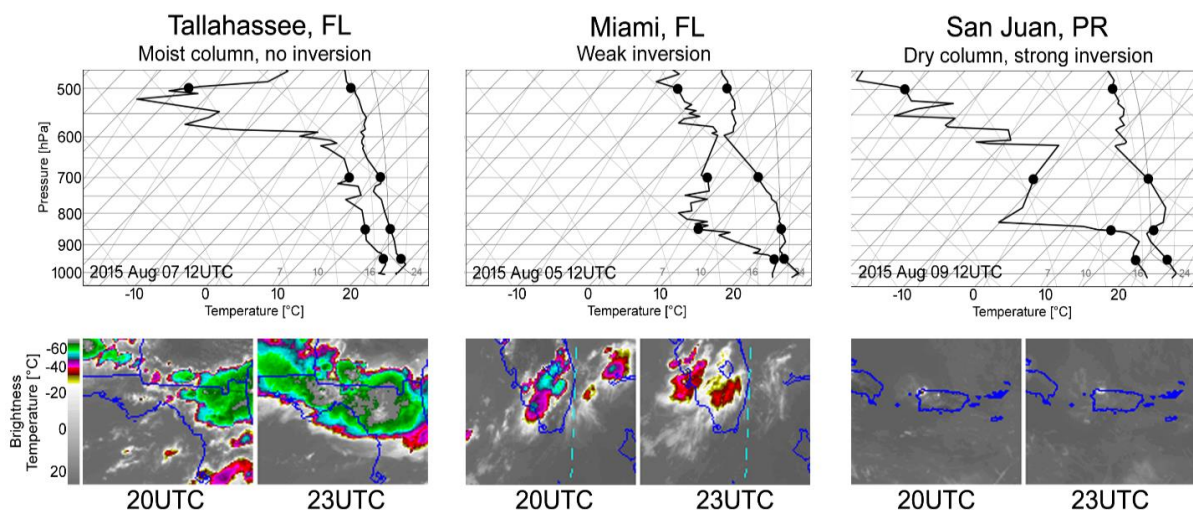 Tallahassee, FL
Moist column, no inversion
Miami, FL
Weak inversion
San Juan, PR
Dry column, strong inversion
Pressure [hPa]
500
600
700
800
900
1000
2015 Aug 07 12UTC
7
10
16
24
-10
0
10
20
Temperature [°C]
2015 Aug 05 12UTC
7
10
16
24
-10
0
10
20
Temperature [°C]
2015 Aug 09 12UTC
7
10
16
24
-10
0
10
20
Temperature [°C]
Brightness
Temperature [°C]
-60
-40
-20
0
20
20UTC
23UTC
20UTC
23UTC
20UTC
23UTC